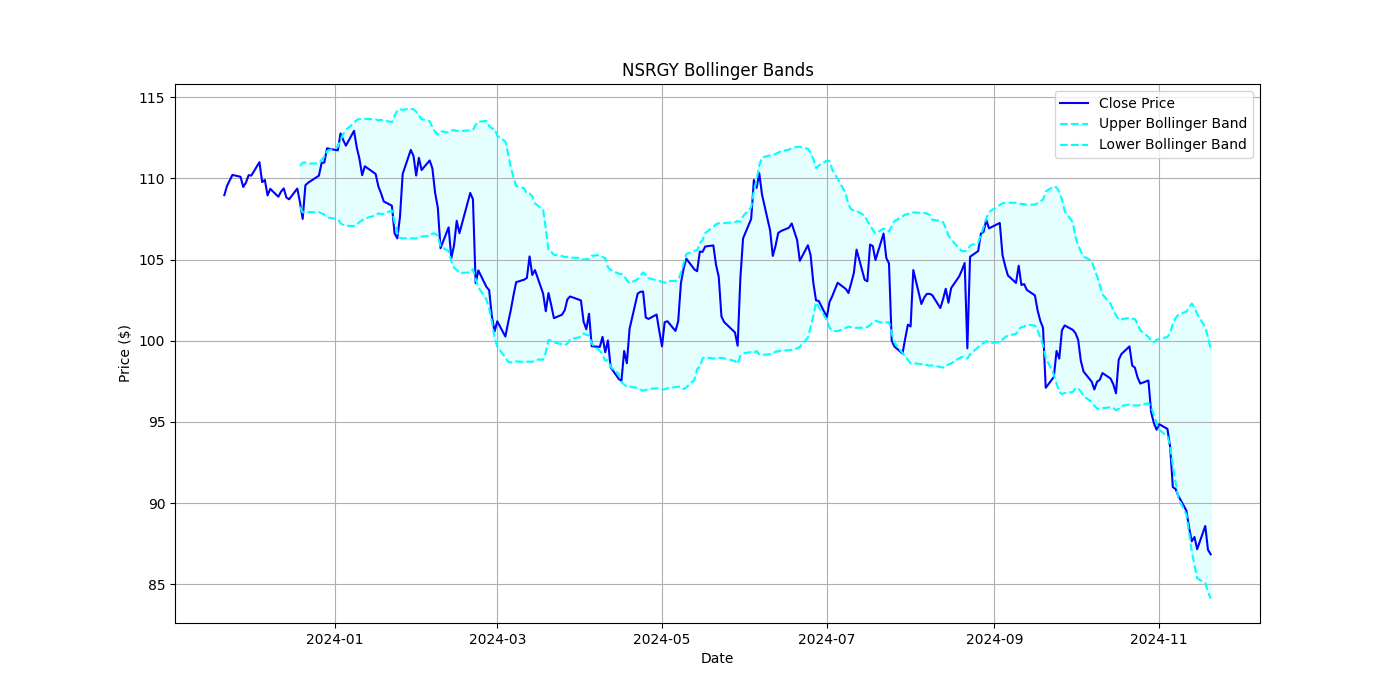 NSRGY Bollinger Bands
Close Price
Upper Bollinger Band
Lower Bollinger Band
Price ($)
115
110
105
100
95
90
85
2024-01
2024-03
2024-05
2024-07
2024-09
2024-11
Date